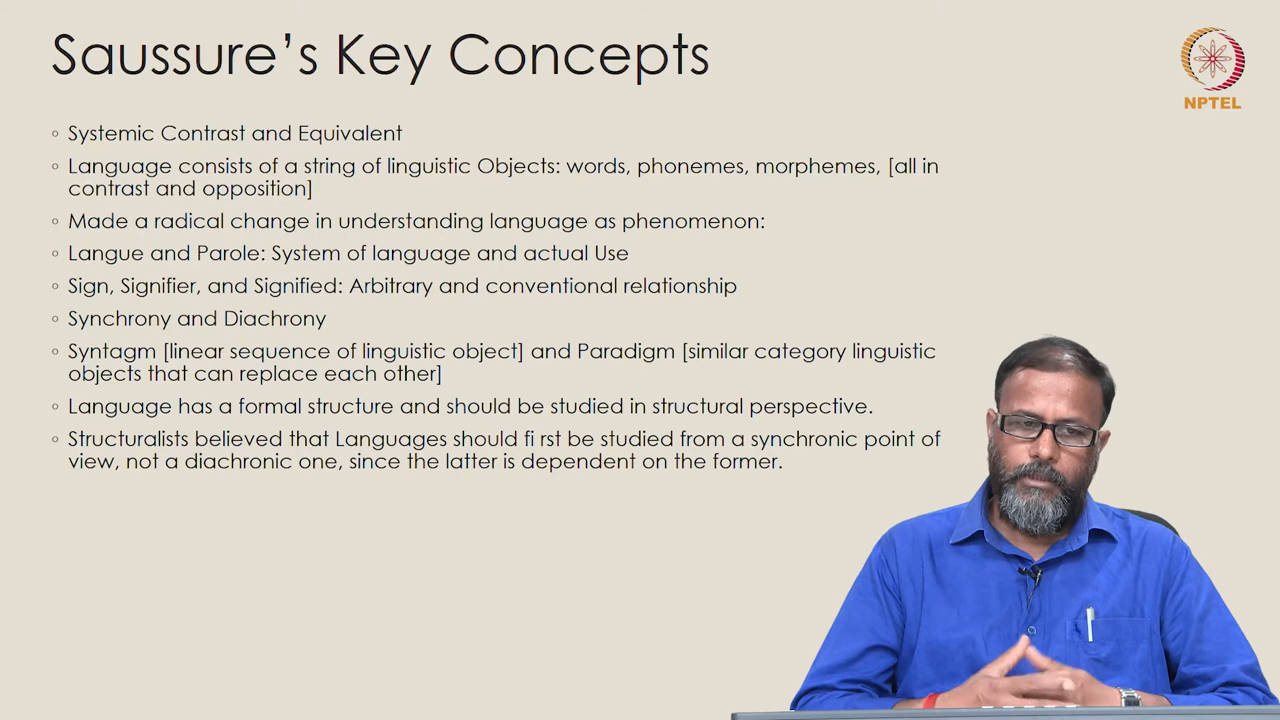 Saussure's Key Concepts
NPTEL
◦ Systemic Contrast and Equivalent
◦ Language consists of a string of linguistic Objects: words, phonemes, morphemes, [all in
contrast and opposition]
◦ Made a radical change in understanding language as phenomenon:
◦ Langue and Parole: System of language and actual Use
◦ Sign, Signifier, and Signified: Arbitrary and conventional relationship
◦ Synchrony and Diachrony
◦ Syntagm [linear sequence of linguistic object] and Paradigm [similar category linguistic
objects that can replace each other]
◦ Language has a formal structure and should be studied in structural perspective.
◦ Structuralists believed that Languages should fi rst be studied from a synchronic point of
view, not a diachronic one, since the latter is dependent on the former.